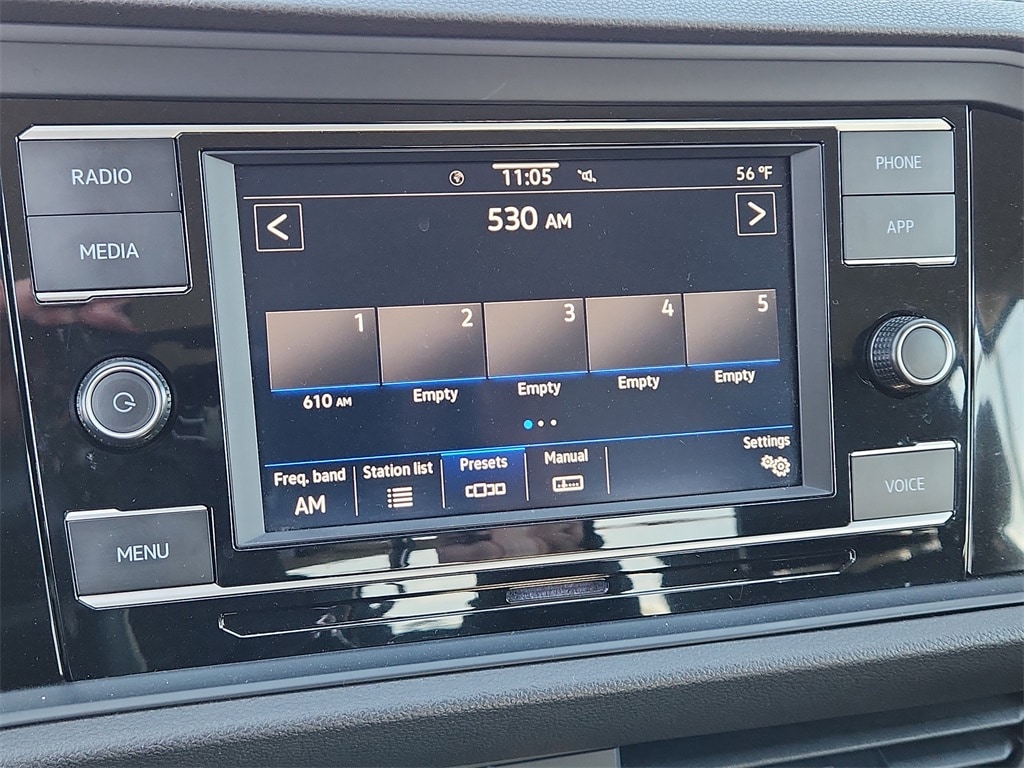 RADIO
MEDIA
MENU
11:05
56 °F
<
530 AM
>
1
2
3
4
5
610 AM
Empty
Empty
Empty
Empty
Freq. band
AM
Station list
Presets
Manual
Settings
PHONE
APP
VOICE